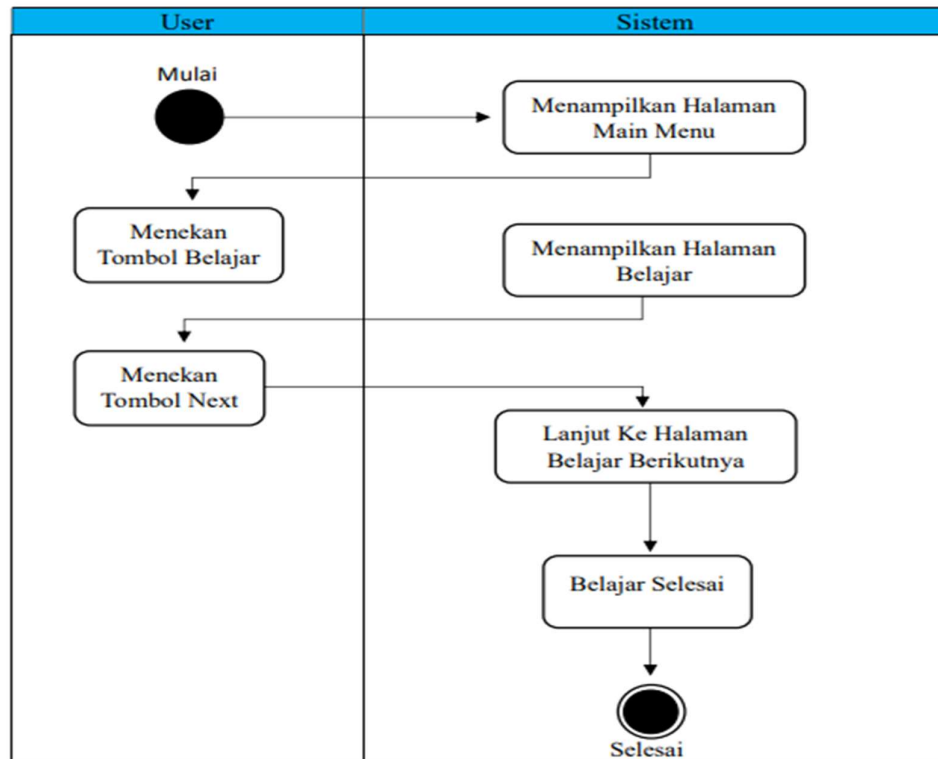 User
Sistem
Mulai
Menampilkan Halaman
Main Menu
Menekan
Tombol Belajar
Menampilkan Halaman
Belajar
Menekan
Tombol Next
Lanjut Ke Halaman
Belajar Berikutnya
Belajar Selesai
Selesai